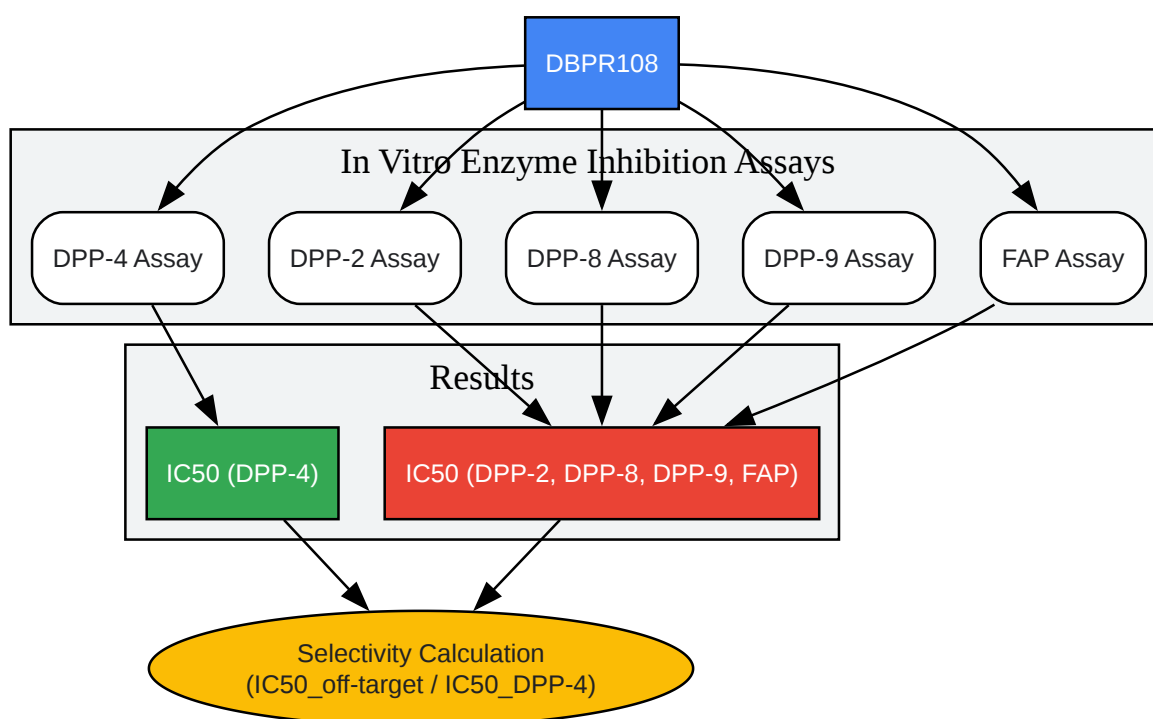 DBPR108
In Vitro Enzyme Inhibition Assays
DPP-4 Assay
DPP-2 Assay
DPP-8 Assay
DPP-9 Assay
FAP Assay
Results
IC50 (DPP-4)
IC50 (DPP-2, DPP-8, DPP-9, FAP)
Selectivity Calculation
(IC50_off-target / IC50_DPP-4)